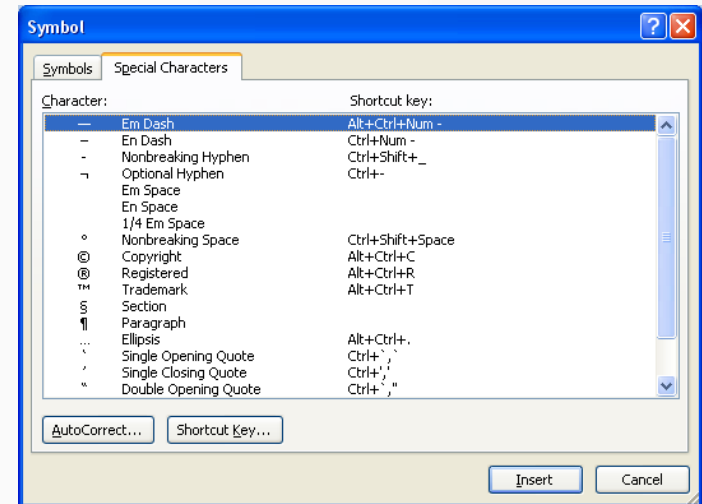 Symbol
Symbols Special Characters
Character: Shortcut key:
— Em Dash Alt+Ctrl+Num -
– En Dash Ctrl+Num -
- Nonbreaking Hyphen Ctrl+Shift+_
¬ Optional Hyphen Ctrl+-
Em Space
En Space
1/4 Em Space
° Nonbreaking Space Ctrl+Shift+Space
© Copyright Alt+Ctrl+C
® Registered Alt+Ctrl+R
™ Trademark Alt+Ctrl+T
§ Section
¶ Paragraph
… Ellipsis Alt+Ctrl+.
‘ Single Opening Quote Ctrl+`,`
’ Single Closing Quote Ctrl+','
“ Double Opening Quote Ctrl+`,"
AutoCorrect... Shortcut Key...
Insert Cancel